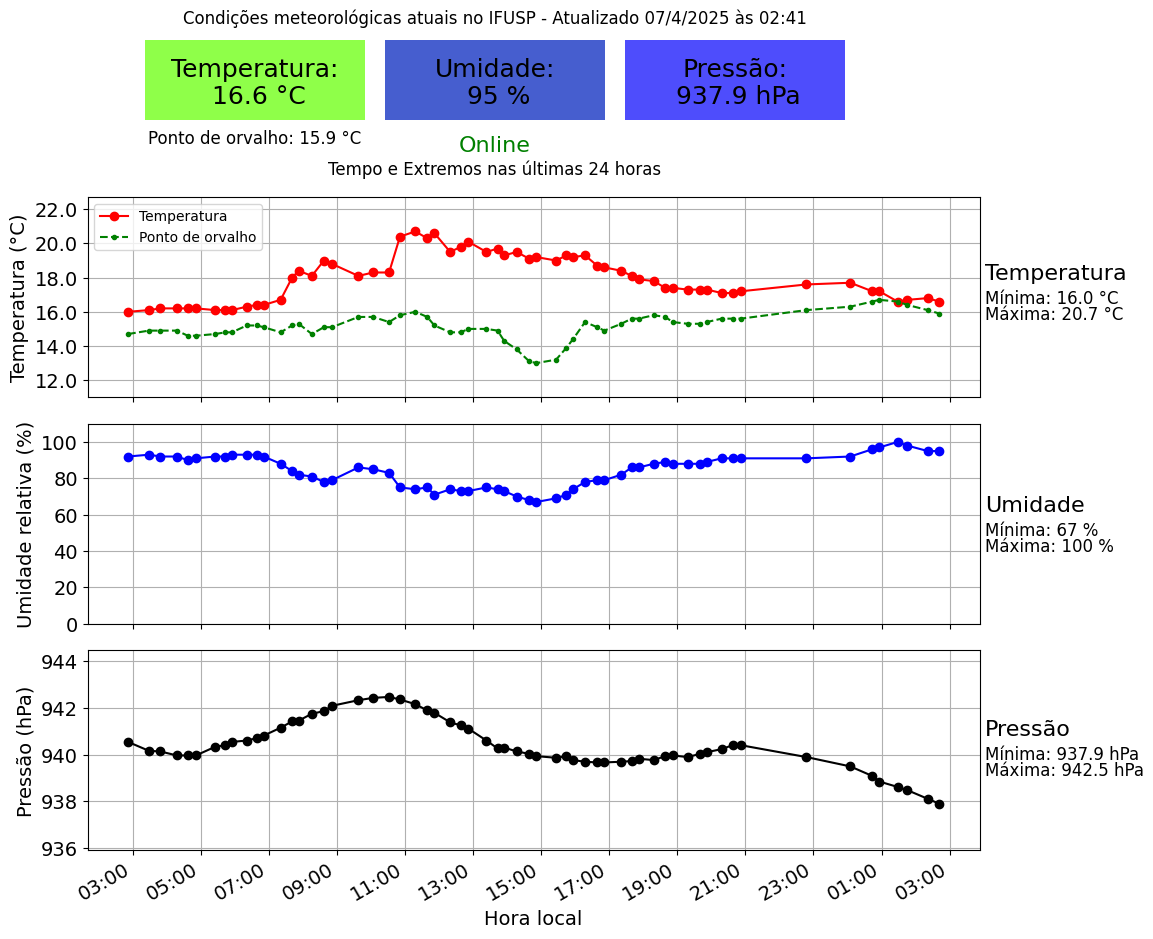 Condições meteorológicas atuais no IFUSP - Atualizado 07/4/2025 às 02:41
Temperatura:
16.6 °C
Umidade:
95 %
Pressão:
937.9 hPa
Ponto de orvalho: 15.9 °C
Online
Tempo e Extremos nas últimas 24 horas
Temperatura (°C)
22.0
20.0
18.0
16.0
14.0
12.0
Temperatura
Ponto de orvalho
Temperatura
Mínima: 16.0 °C
Máxima: 20.7 °C
Umidade relativa (%)
100
80
60
40
20
0
Umidade
Mínima: 67 %
Máxima: 100 %
Pressão (hPa)
944
942
940
938
936
Pressão
Mínima: 937.9 hPa
Máxima: 942.5 hPa
03:00
05:00
07:00
09:00
11:00
13:00
15:00
17:00
19:00
21:00
23:00
01:00
03:00
Hora local